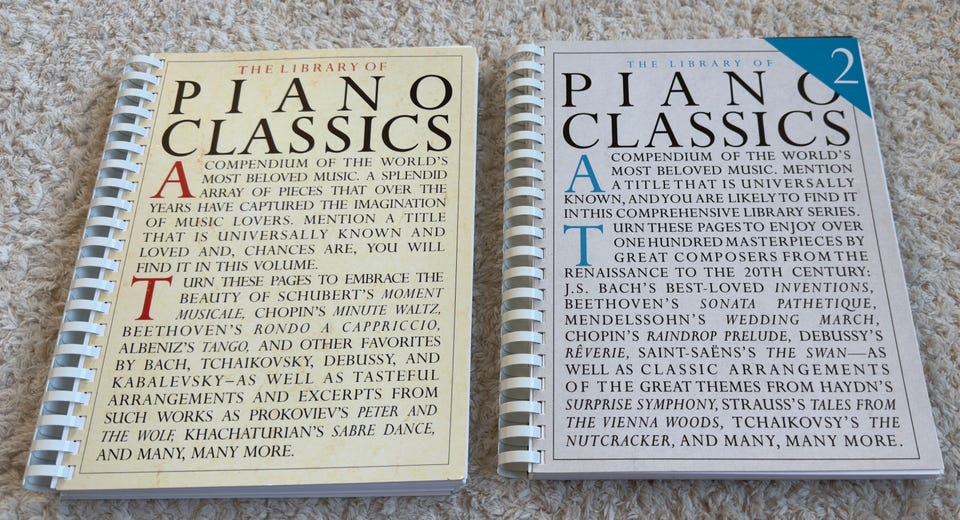 THE LIBRARY OF
PIANO
CLASSICS
A COMPENDIUM OF THE WORLD'S
MOST BELOVED MUSIC. A SPLENDID
ARRAY OF PIECES THAT OVER THE
YEARS HAVE CAPTURED THE IMAGINATION
OF MUSIC LOVERS. MENTION A TITLE
THAT IS UNIVERSALLY KNOWN AND
LOVED AND, CHANCES ARE, YOU WILL
FIND IT IN THIS VOLUME.
TURN THESE PAGES TO EMBRACE THE
BEAUTY OF SCHUBERT'S MOMENT
MUSICALE, CHOPIN'S MINUTE WALTZ,
BEETHOVEN'S RONDO A CAPPRICCIO,
ALBENIZ'S TANGO, AND OTHER FAVORITES
BY BACH, TCHAIKOVSKY, DEBUSSY, AND
KABALEVSKY–AS WELL AS TASTEFUL
ARRANGEMENTS AND EXCERPTS FROM
SUCH WORKS AS PROKOVIEV'S PETER AND
THE WOLF, KHACHATURIAN'S SABRE DANCE,
AND MANY, MANY MORE.
THE LIBRARY OF
2
PIANO
CLASSICS
A COMPENDIUM OF THE WORLD'S
MOST BELOVED MUSIC. MENTION
A TITLE THAT IS UNIVERSALLY
KNOWN, AND YOU ARE LIKELY TO FIND IT
IN THIS COMPREHENSIVE LIBRARY SERIES.
TURN THESE PAGES TO ENJOY OVER
ONE HUNDRED MASTERPIECES BY
GREAT COMPOSERS FROM THE
RENAISSANCE TO THE 20TH CENTURY:
J.S. BACH'S BEST-LOVED INVENTIONS,
BEETHOVEN'S SONATA PATHETIQUE,
MENDELSSOHN'S WEDDING MARCH,
CHOPIN'S RAINDROP PRELUDE, DEBUSSY'S
RÊVERIE, SAINT-SAËNS'S THE SWAN—AS
WELL AS CLASSIC ARRANGEMENTS
OF THE GREAT THEMES FROM HAYDN'S
SURPRISE SYMPHONY, STRAUSS'S TALES FROM
THE VIENNA WOODS, TCHAIKOVSY'S THE
NUTCRACKER, AND MANY, MANY MORE.